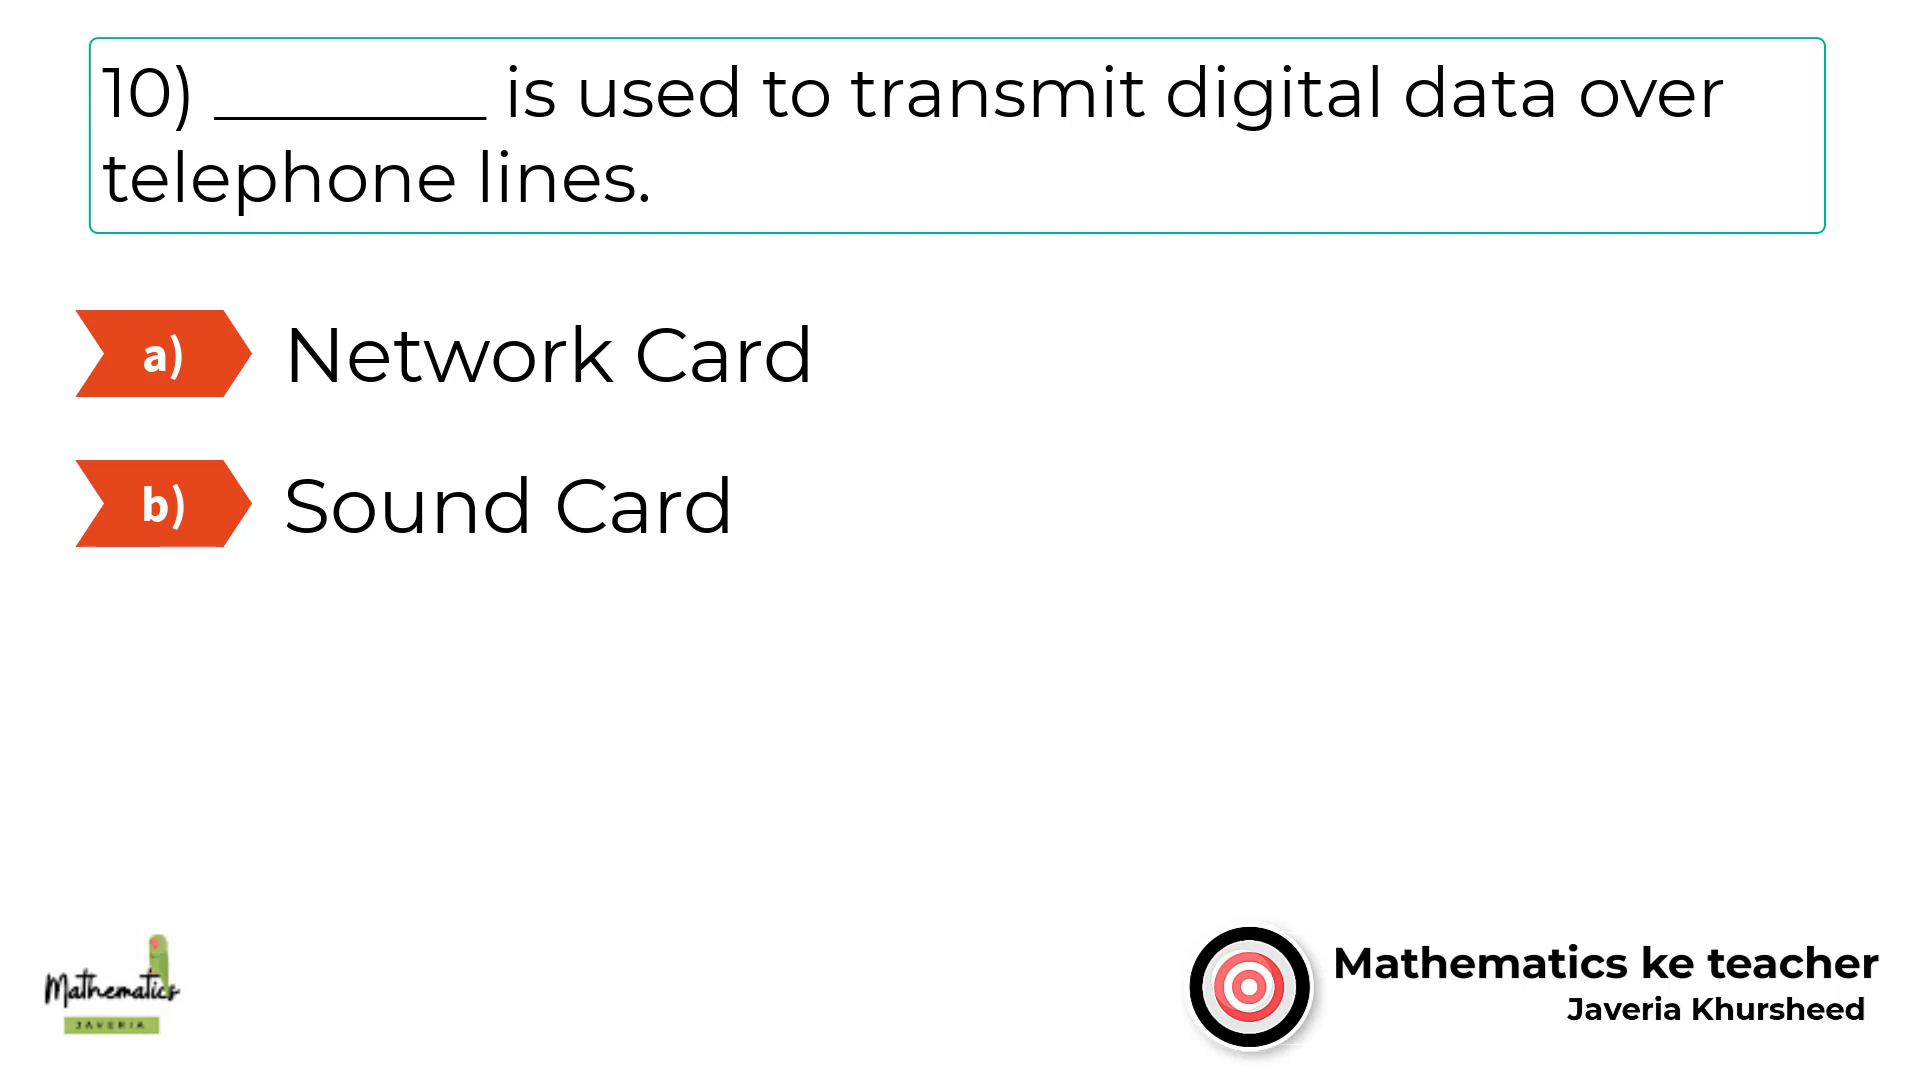 10) ________ is used to transmit digital data over
telephone lines.
a) Network Card
b) Sound Card
Mathematics
JAVERIA
Mathematics ke teacher
Javeria Khursheed